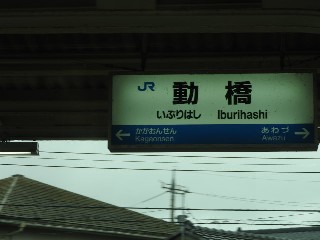 JR 動橋
いぶりはし Iburihashi
← かがおんせん あわづ →
Kagaonsen Awazu